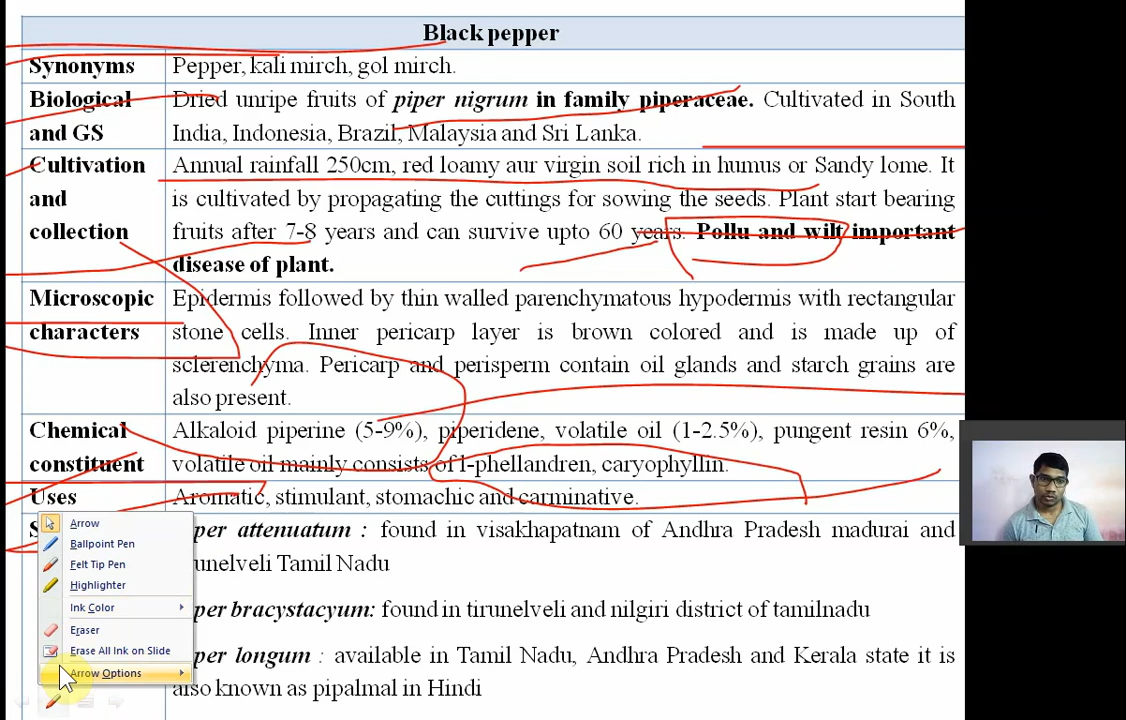 Black pepper
Synonyms
Pepper, kali mirch, gol mirch.
Biological and GS
Dried unripe fruits of piper nigrum in family piperaceae. Cultivated in South
India, Indonesia, Brazil, Malaysia and Sri Lanka.
Cultivation and collection
Annual rainfall 250cm, red loamy aur virgin soil rich in humus or Sandy lome. It
is cultivated by propagating the cuttings for sowing the seeds. Plant start bearing
fruits after 7-8 years and can survive upto 60 years. Pollu and wilt important
disease of plant.
Microscopic characters
Epidermis followed by thin walled parenchymatous hypodermis with rectangular
stone cells. Inner pericarp layer is brown colored and is made up of
sclerenchyma. Pericarp and perisperm contain oil glands and starch grains are
also present.
Chemical constituent
Alkaloid piperine (5-9%), piperidene, volatile oil (1-2.5%), pungent resin 6%,
volatile oil mainly consists of l-phellandren, caryophyllin.
Uses
Aromatic, stimulant, stomachic and carminative.
attenuatum : found in visakhapatnam of Andhra Pradesh madurai and
Tamil Nadu
bracystacyum: found in tirunelveli and nilgiri district of tamilnadu
longum : available in Tamil Nadu, Andhra Pradesh and Kerala state it is
also known as pipalmal in Hindi
Arrow
Ballpoint Pen
Felt Tip Pen
Highlighter
Ink Color
Eraser
Erase All Ink on Slide
Arrow Options